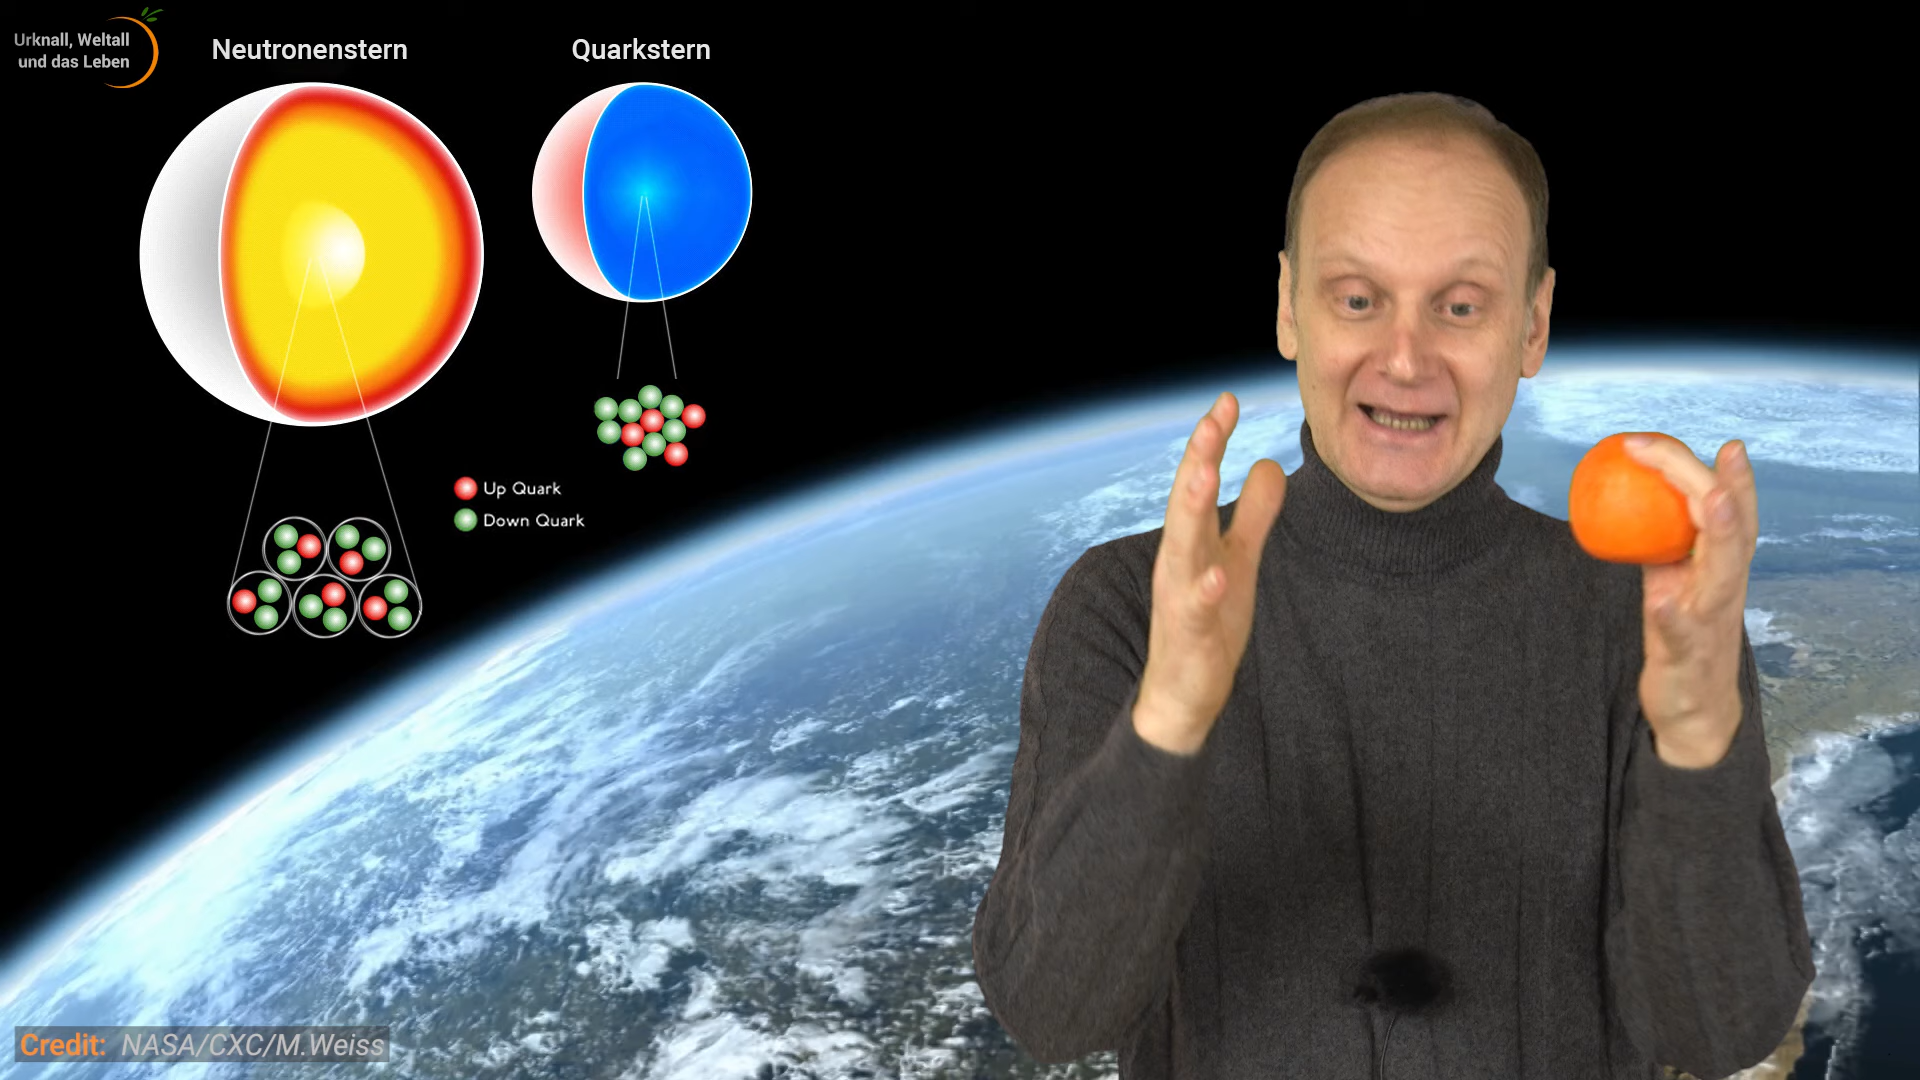 Urknall, Weltall
und das Leben
Neutronenstern
Quarkstern
Up Quark
Down Quark
Credit: NASA/CXC/M.Weiss